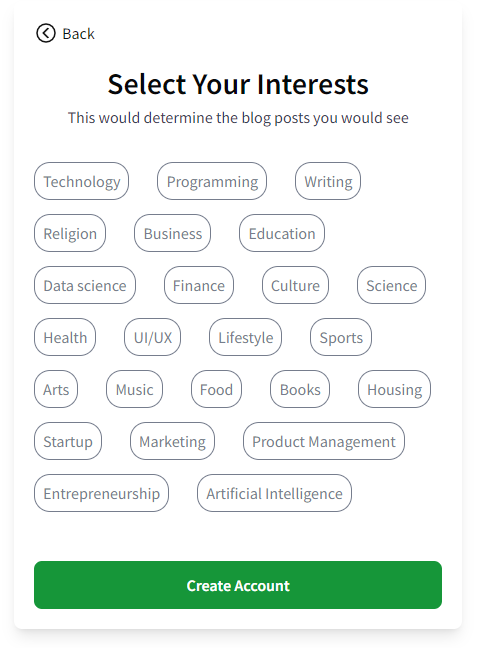 Back
Select Your Interests
This would determine the blog posts you would see
Technology Programming Writing
Religion Business Education
Data science Finance Culture Science
Health UI/UX Lifestyle Sports
Arts Music Food Books Housing
Startup Marketing Product Management
Entrepreneurship Artificial Intelligence
Create Account